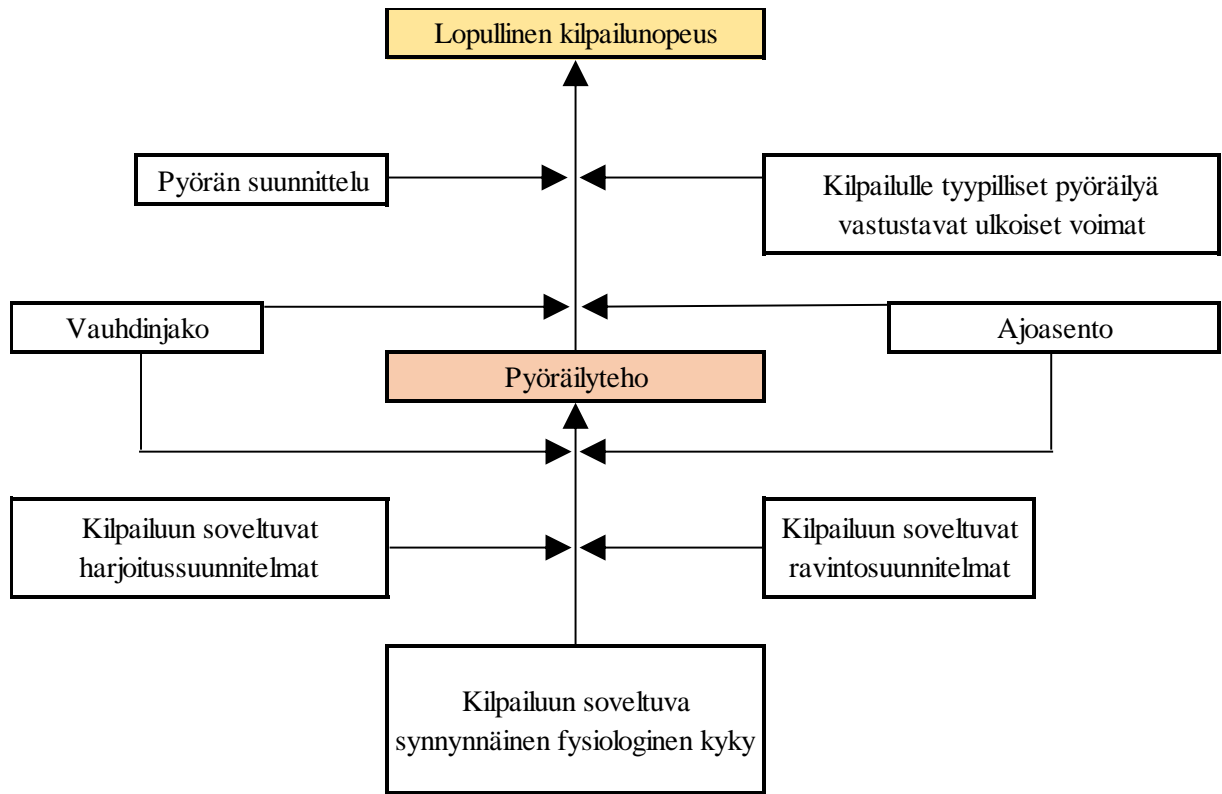 Lopullinen kilpailunopeus
Pyörän suunnittelu
Kilpailulle tyypilliset pyöräilyä
vastustavat ulkoiset voimat
Vauhdinjako
Ajoasento
Pyöräilyteho
Kilpailuun soveltuvat
harjoitussuunnitelmat
Kilpailuun soveltuvat
ravintosuunnitelmat
Kilpailuun soveltuva
synnynnäinen fysiologinen kyky